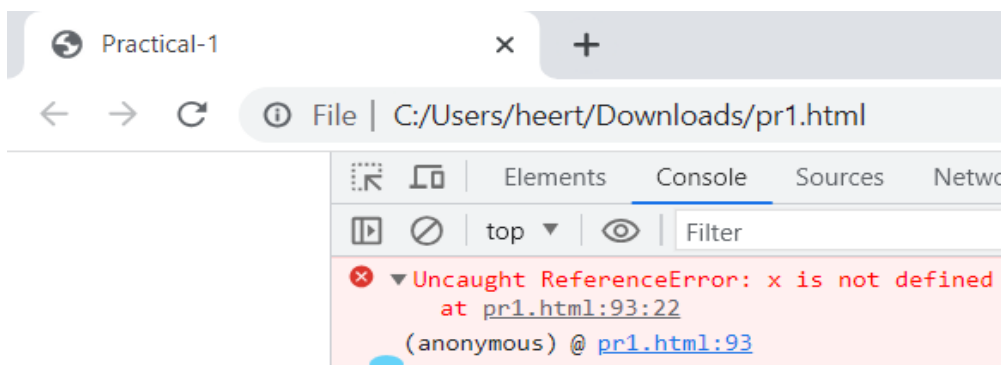 Practical-1
File | C:/Users/heert/Downloads/pr1.html
Elements Console Sources Netwo
top Filter
Uncaught ReferenceError: x is not defined
at pr1.html:93:22
(anonymous) @ pr1.html:93